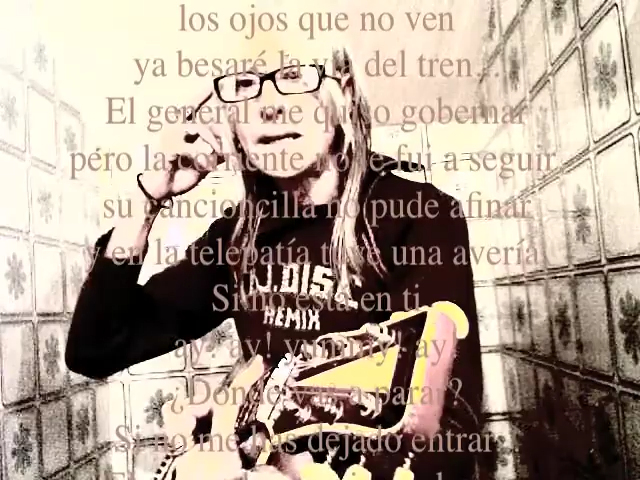 los ojos que no ven
ya besaré la vía del tren...
El general me quiso gobernar
pero la corriente no le fui a seguir
su cancioncilla no pude afinar
y en la telepatía tuve una avería
Si no está en ti
ay! ay! yummy! ay
¿Dónde vas a parar?
Si no me has dejado entrar
N.DISC
REMIX